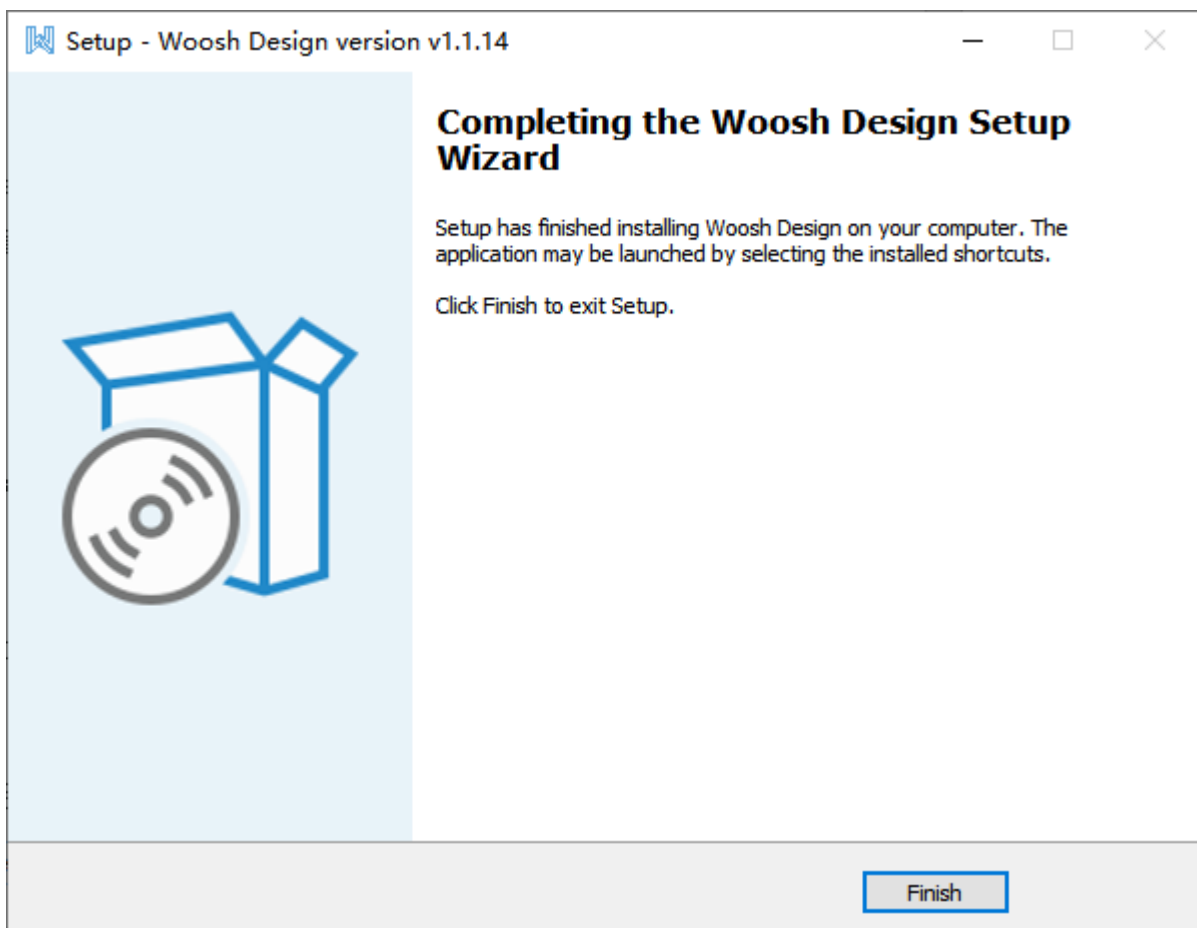 Setup - Woosh Design version v1.1.14
Completing the Woosh Design Setup
Wizard
Setup has finished installing Woosh Design on your computer. The
application may be launched by selecting the installed shortcuts.
Click Finish to exit Setup.
Finish